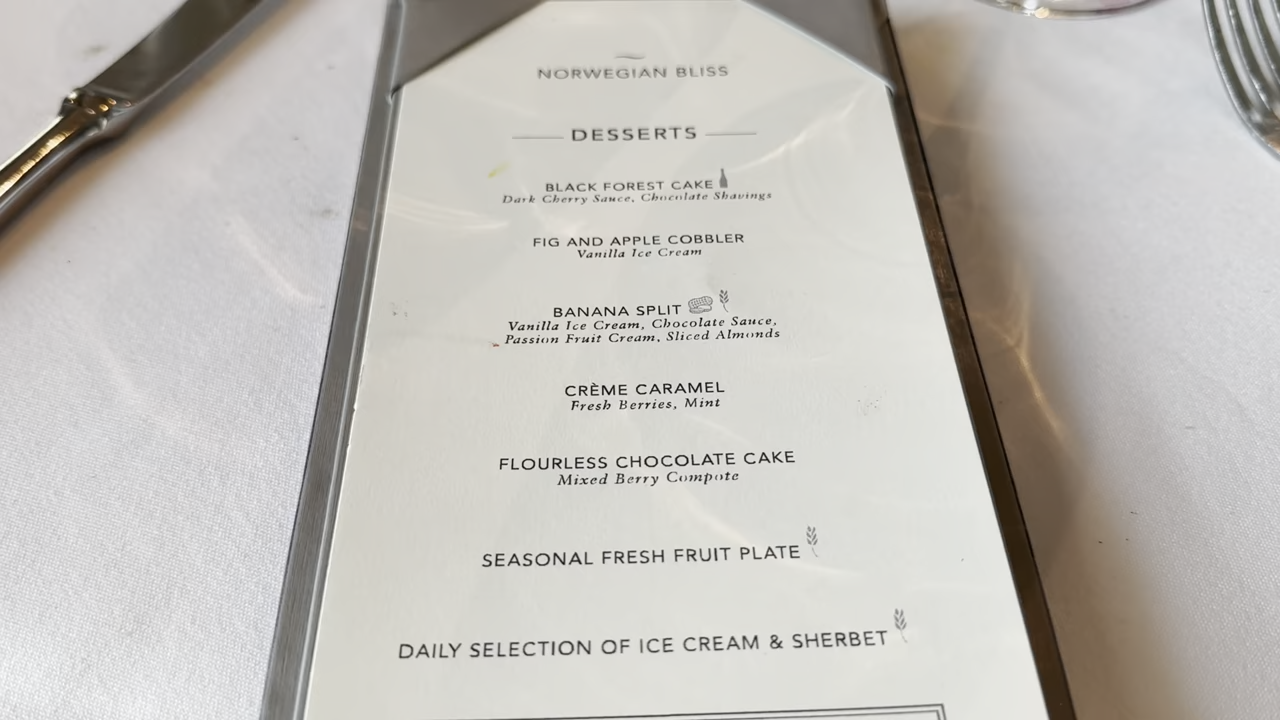 NORWEGIAN BLISS
DESSERTS
BLACK FOREST CAKE
Dark Cherry Sauce, Chocolate Shavings
FIG AND APPLE COBBLER
Vanilla Ice Cream
BANANA SPLIT
Vanilla Ice Cream, Chocolate Sauce,
Passion Fruit Cream, Sliced Almonds
CRÈME CARAMEL
Fresh Berries, Mint
FLOURLESS CHOCOLATE CAKE
Mixed Berry Compote
SEASONAL FRESH FRUIT PLATE
DAILY SELECTION OF ICE CREAM & SHERBET